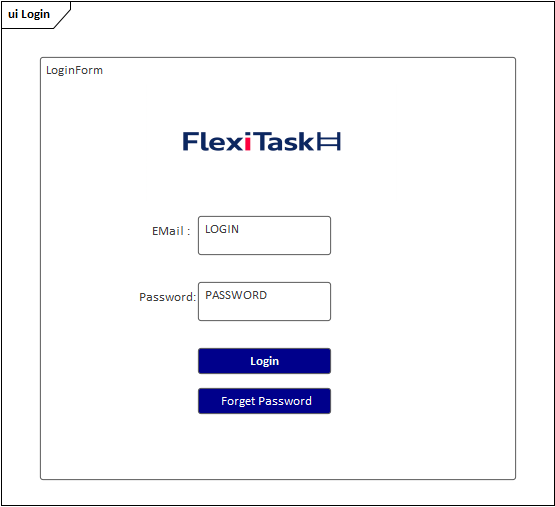 ui Login
LoginForm
FlexiTask
EMail :
LOGIN
Password:
PASSWORD
Login
Forget Password